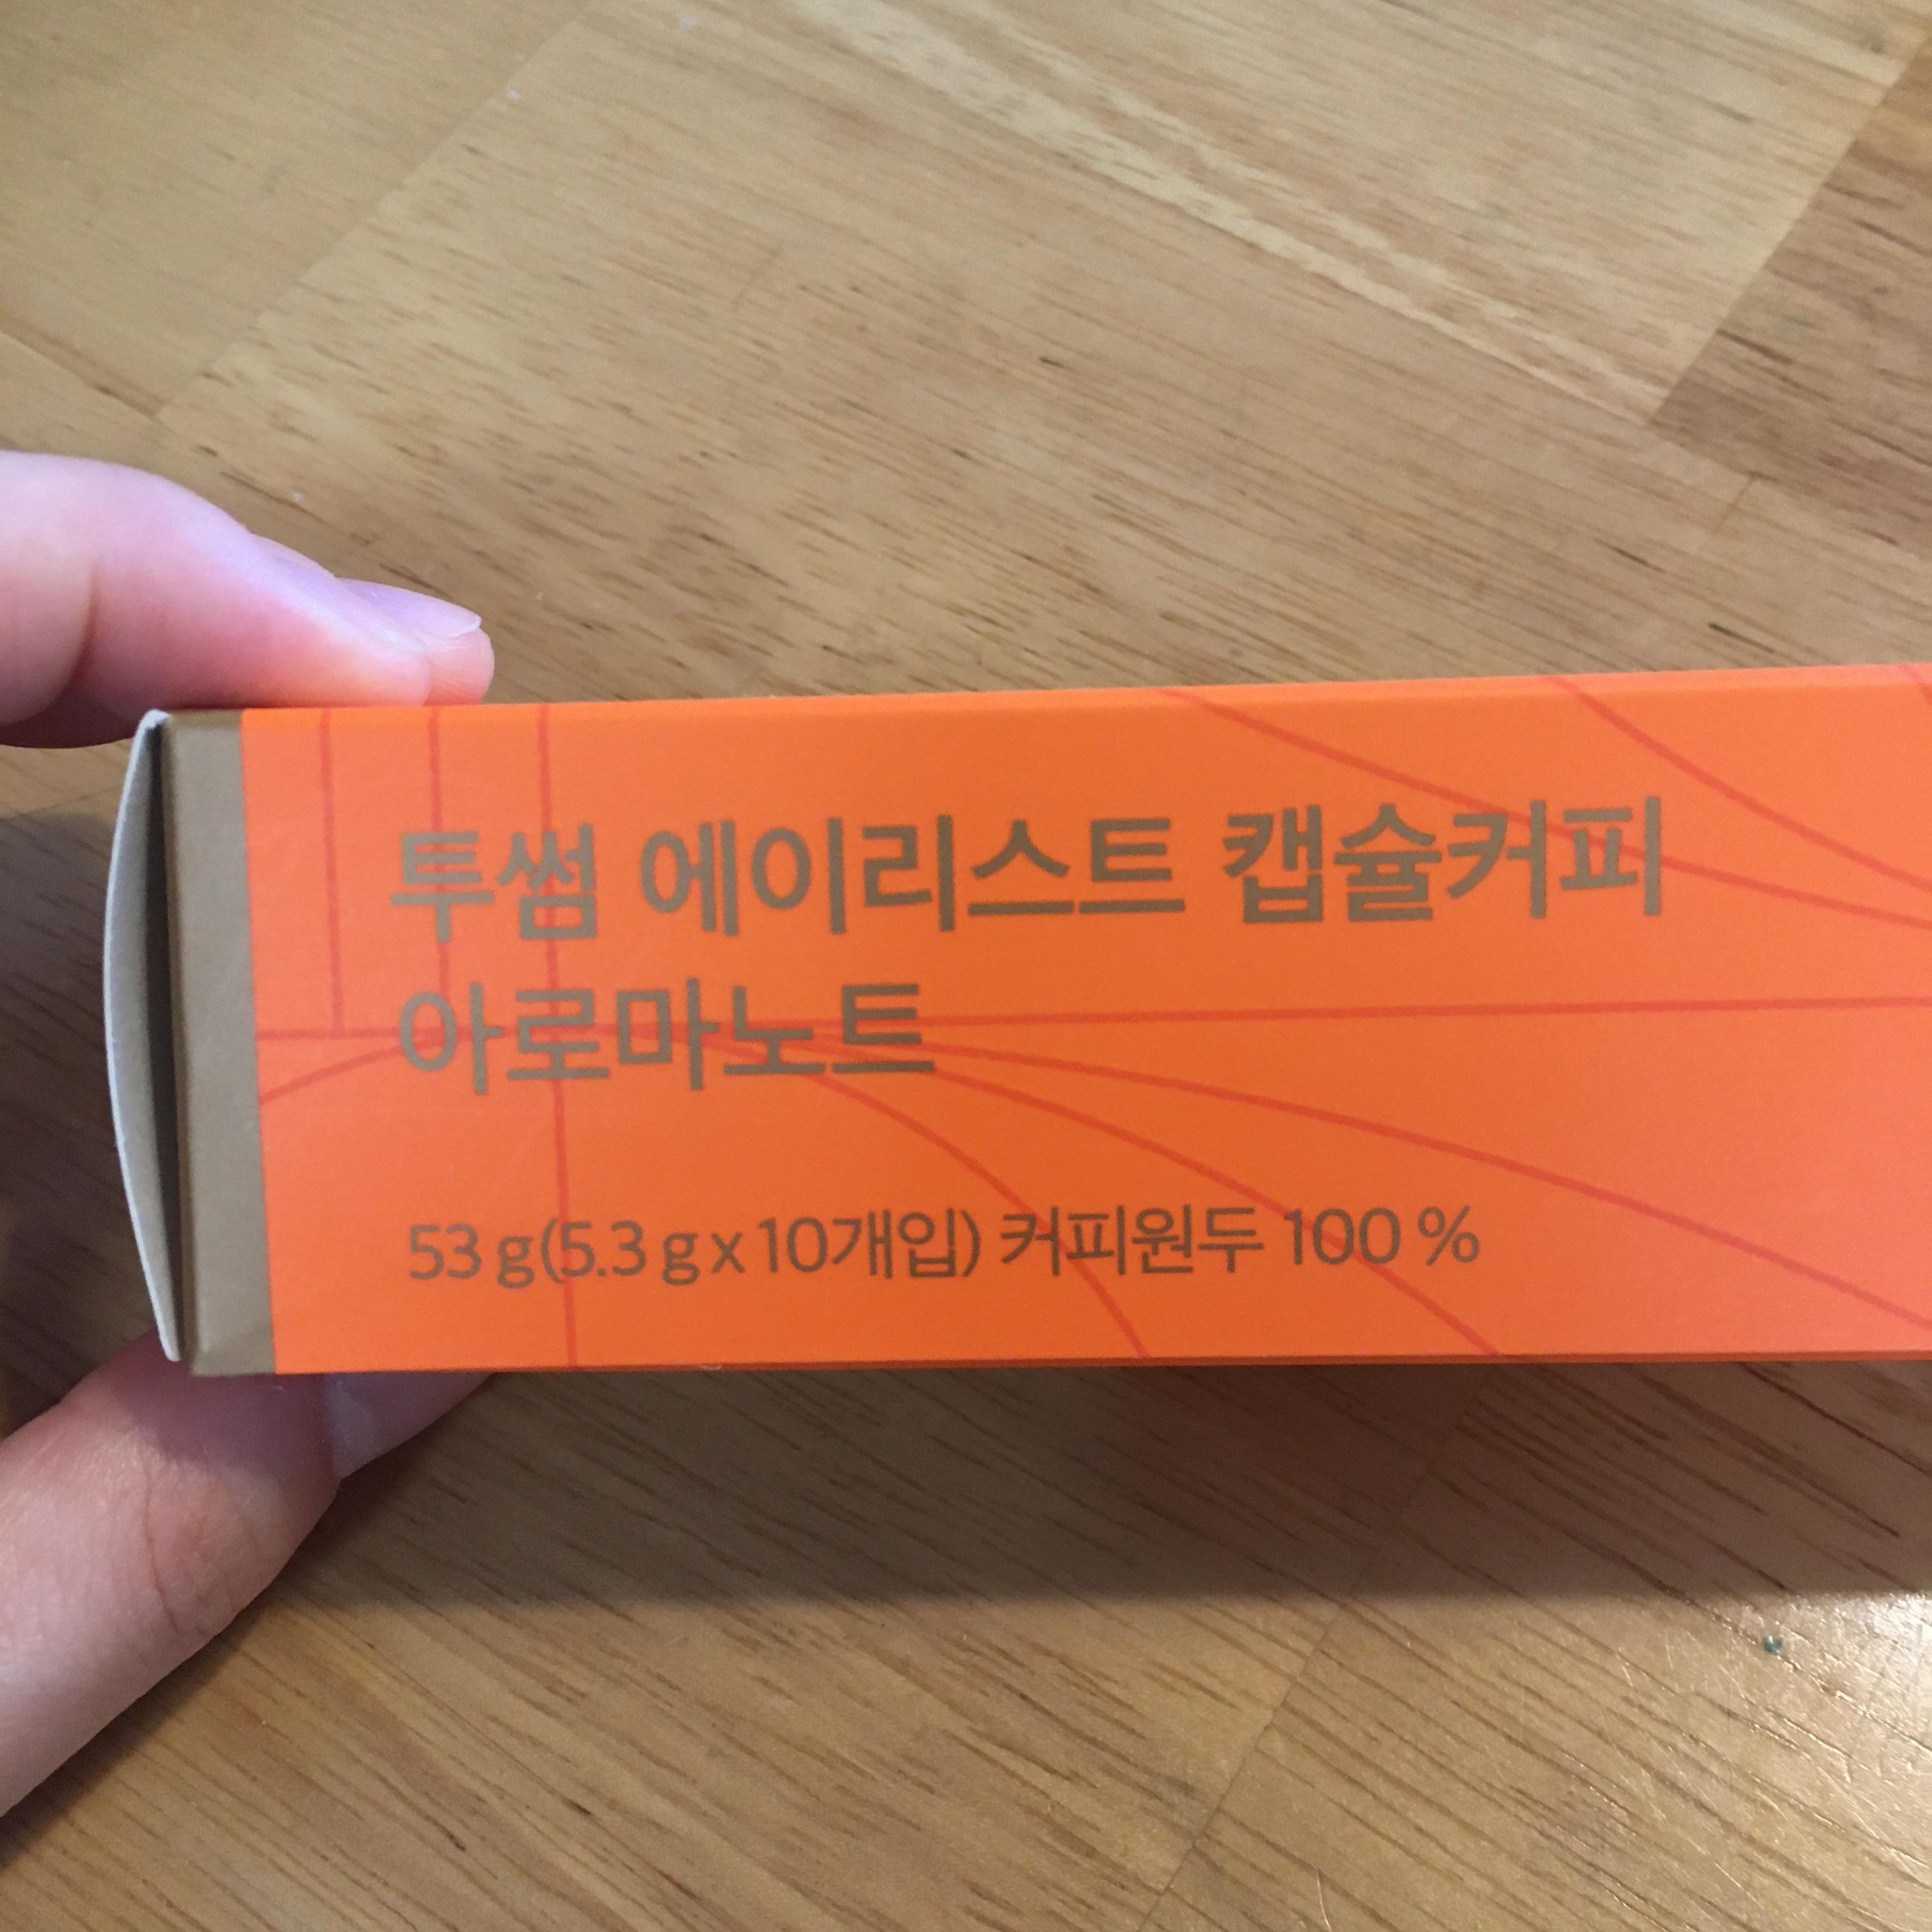 투썸 에이리스트 캡슐커피
아로마노트
53 g(5.3 g x 10개입) 커피원두 100 %